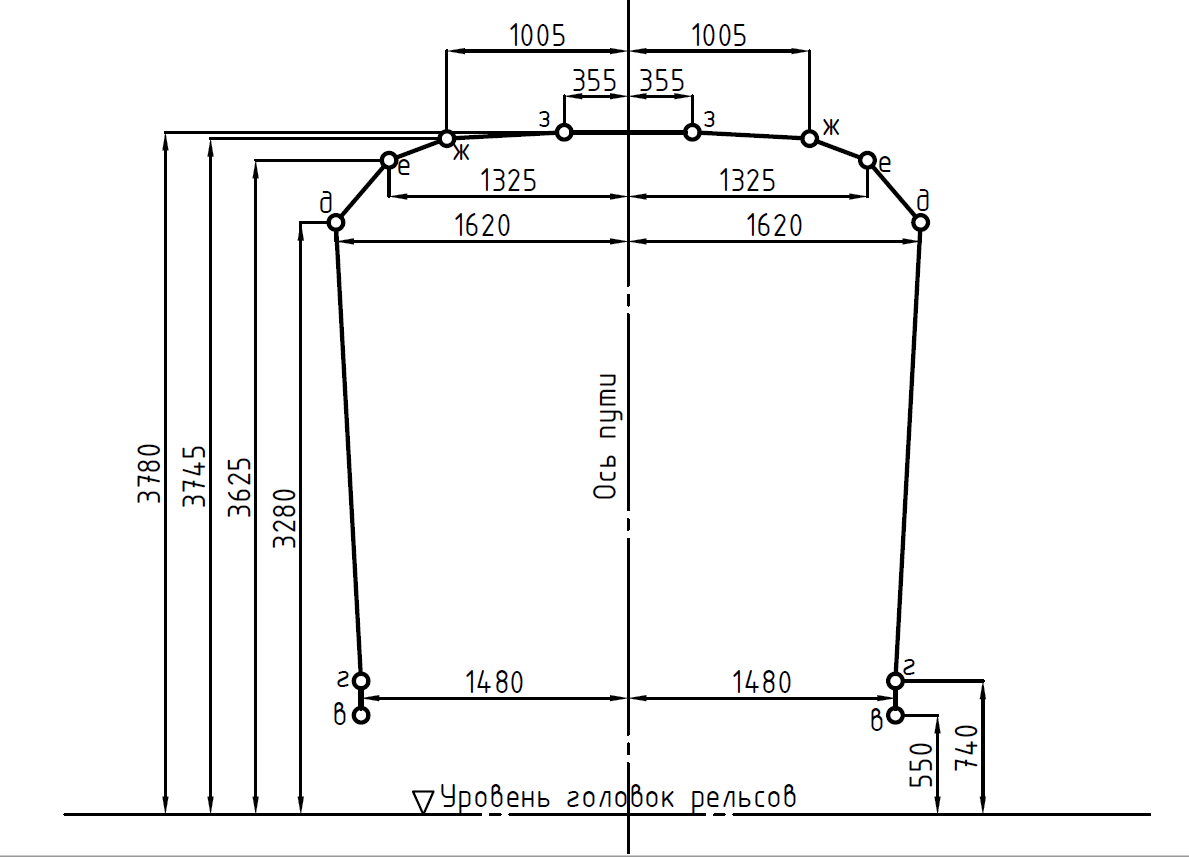 1005 1005
355 355
з з
ж ж
е е
1325 1325
д д
1620 1620
Ось пути
3780
3745
3625
3280
г г
1480 1480
в в
550
740
Уровень головок рельсов